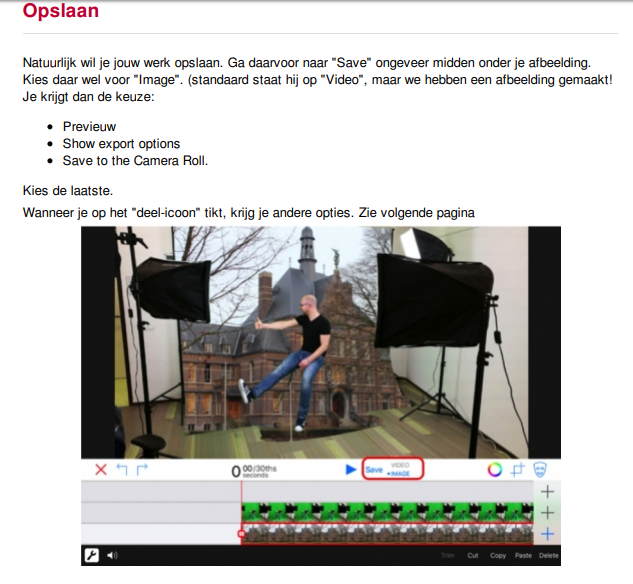 Opslaan
Natuurlijk wil je jouw werk opslaan. Ga daarvoor naar "Save" ongeveer midden onder je afbeelding.
Kies daar wel voor "Image". (standaard staat hij op "Video", maar we hebben een afbeelding gemaakt!
Je krijgt dan de keuze:
Previeuw
Show export options
Save to the Camera Roll.
Kies de laatste.
Wanneer je op het "deel-icoon" tikt, krijg je andere opties. Zie volgende pagina
0 00/30ths seconds Save VIDEO
• IMAGE
Trim Cut Copy Paste Delete